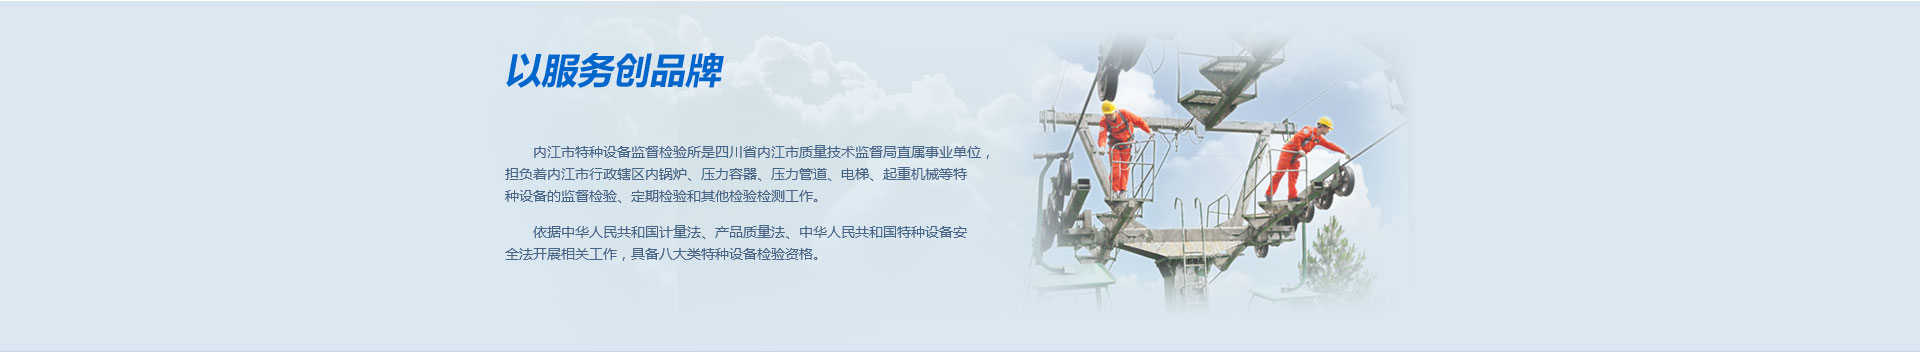 以服务创品牌
内江市特种设备监督检验所是四川省内江市质量技术监督局直属事业单位，
担负着内江市行政辖区内锅炉、压力容器、压力管道、电梯、起重机械等特
种设备的监督检验、定期检验和其他检验检测工作。
依据中华人民共和国计量法、产品质量法、中华人民共和国特种设备安
全法开展相关工作，具备八大类特种设备检验资格。